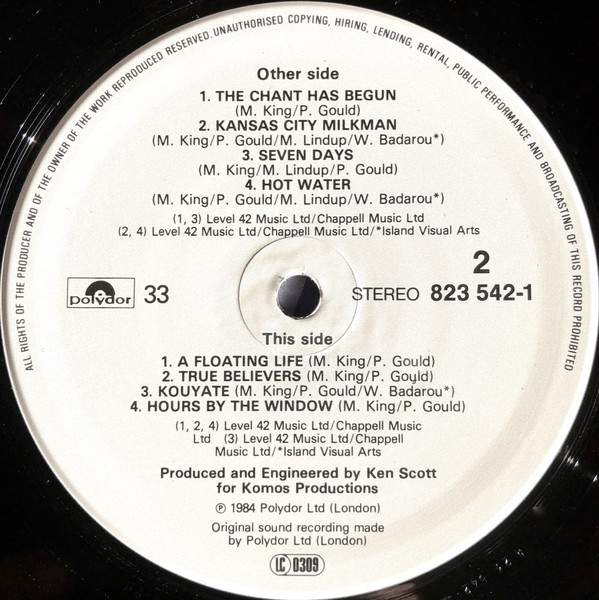 ALL RIGHTS OF THE PRODUCER AND OF THE OWNER OF THE WORK REPRODUCED RESERVED. UNAUTHORISED COPYING, HIRING, LENDING, RENTAL, PUBLIC PERFORMANCE AND BROADCASTING OF THIS RECORD PROHIBITED
Other side
1. THE CHANT HAS BEGUN
(M. King/P. Gould)
2. KANSAS CITY MILKMAN
(M. King/P. Gould/M. Lindup/W. Badarou*)
3. SEVEN DAYS
(M. King/M. Lindup/P. Gould)
4. HOT WATER
(M. King/P. Gould/M. Lindup/W. Badarou*)
(1, 3) Level 42 Music Ltd/Chappell Music Ltd
(2, 4) Level 42 Music Ltd/Chappell Music Ltd/*Island Visual Arts
2
polydor 33 STEREO 823 542-1
This side
1. A FLOATING LIFE (M. King/P. Gould)
2. TRUE BELIEVERS (M. King/P. Gould)
3. KOUYATE (M. King/P. Gould/W. Badarou*)
4. HOURS BY THE WINDOW (M. King/P. Gould)
(1, 2, 4) Level 42 Music Ltd/Chappell Music
Ltd (3) Level 42 Music Ltd/Chappell
Music Ltd/*Island Visual Arts
Produced and Engineered by Ken Scott
for Komos Productions
℗ 1984 Polydor Ltd (London)
Original sound recording made
by Polydor Ltd (London)
LC 0309